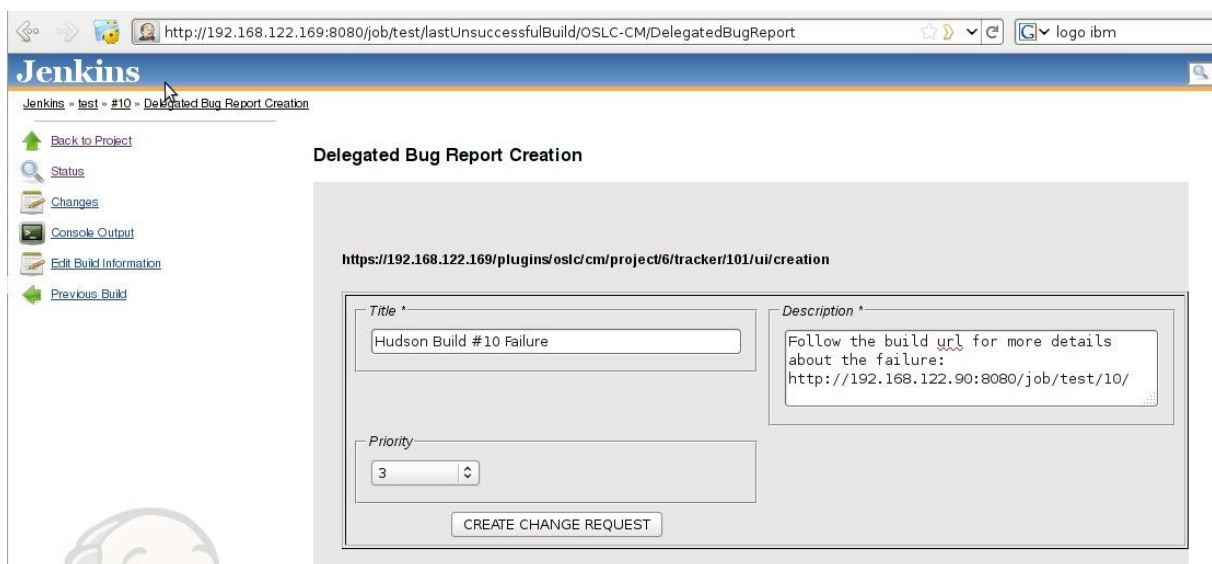 http://192.168.122.169:8080/job/test/lastUnsuccessfulBuild/OSLC-CM/DelegatedBugReport
G logo ibm
Jenkins
Jenkins » test » #10 » Delegated Bug Report Creation
Back to Project
Status
Changes
Console Output
Edit Build Information
Previous Build
Delegated Bug Report Creation
https://192.168.122.169/plugins/oslc/cm/project/6/tracker/101/ui/creation
Title *
Hudson Build #10 Failure
Description *
Follow the build url for more details
about the failure:
http://192.168.122.90:8080/job/test/10/
Priority
3
CREATE CHANGE REQUEST